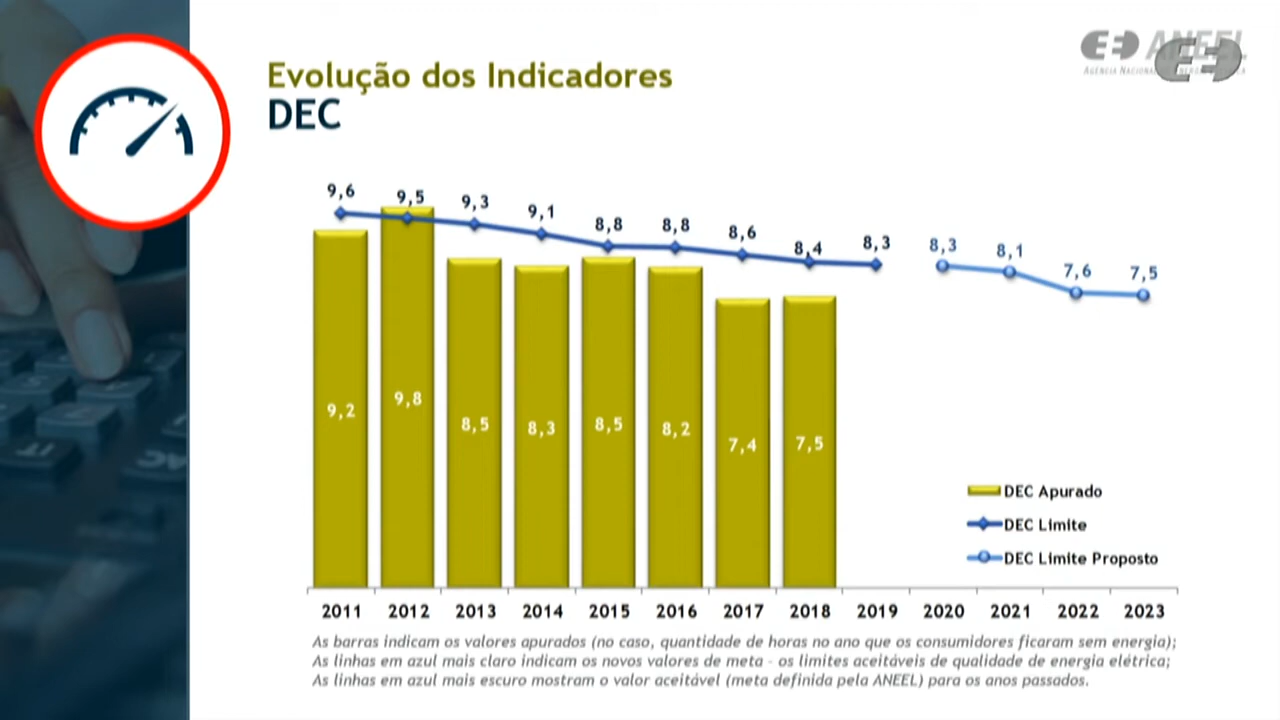 Evolução dos Indicadores
DEC
ANEEL
AGÊNCIA NACIONAL
9,6
9,5
9,3
9,1
8,8
8,8
8,6
8,4
8,3
8,3
8,1
7,6
7,5
9,2
9,8
8,5
8,3
8,5
8,2
7,4
7,5
DEC Apurado
DEC Limite
DEC Limite Proposto
2011 2012 2013 2014 2015 2016 2017 2018 2019 2020 2021 2022 2023
As barras indicam os valores apurados (no caso, quantidade de horas no ano que os consumidores ficaram sem energia);
As linhas em azul mais claro indicam os novos valores de meta - os limites aceitáveis de qualidade de energia elétrica;
As linhas em azul mais escuro mostram o valor aceitável (meta definida pela ANEEL) para os anos passados.